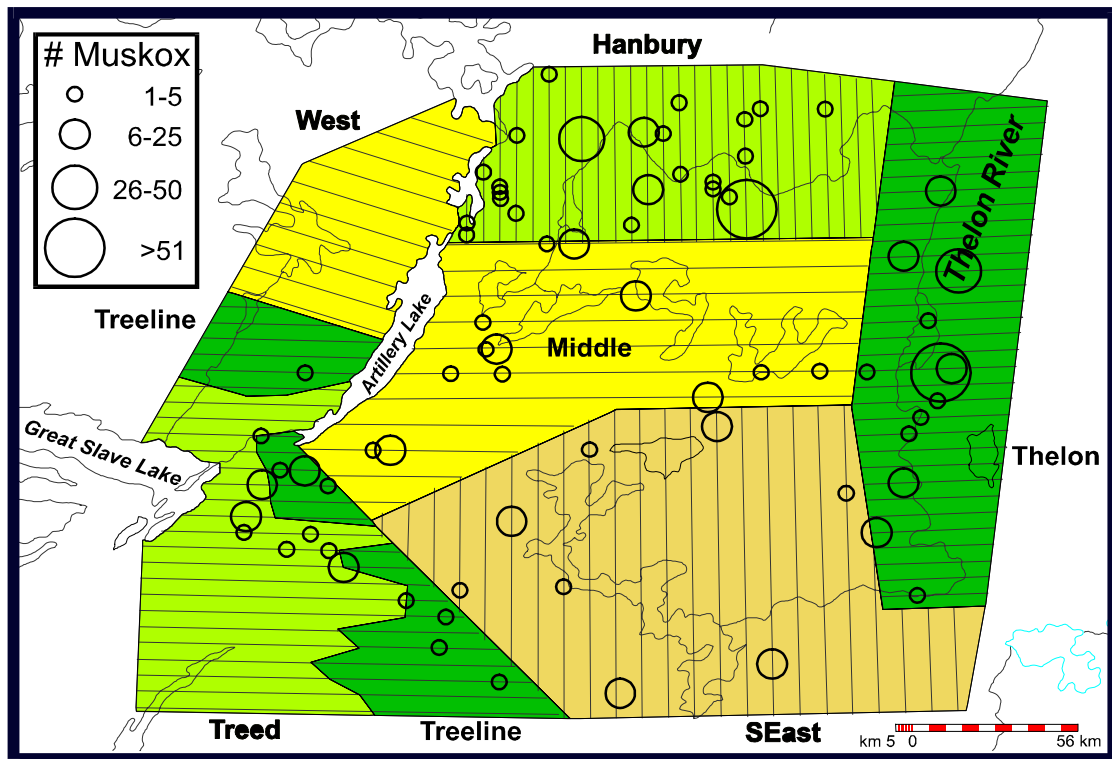 # Muskox
1-5
6-25
26-50
>51
Hanbury
West
Thelon River
Treeline
Artillery Lake
Middle
Great Slave Lake
Thelon
Treed
Treeline
SEast
km 5 0 56 km